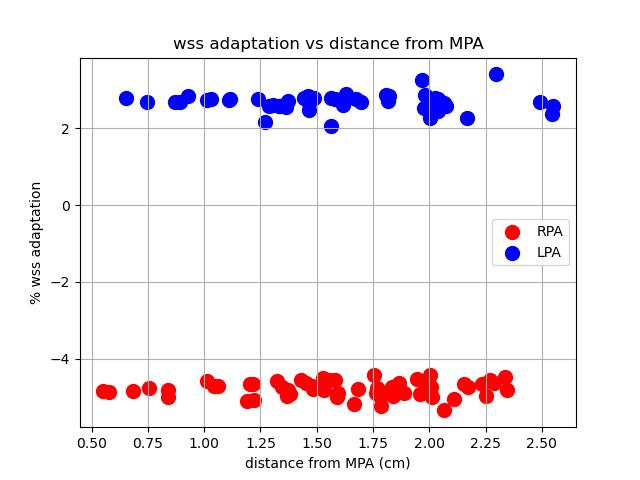 wss adaptation vs distance from MPA
% wss adaptation
2
0
−2
−4
RPA
LPA
0.50 0.75 1.00 1.25 1.50 1.75 2.00 2.25 2.50
distance from MPA (cm)